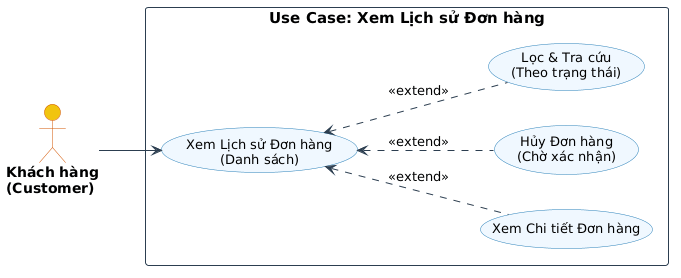 Use Case: Xem Lịch sử Đơn hàng
Lọc & Tra cứu
(Theo trạng thái)
«extend»
Hủy Đơn hàng
(Chờ xác nhận)
«extend»
Xem Lịch sử Đơn hàng
(Danh sách)
Khách hàng
(Customer)
«extend»
Xem Chi tiết Đơn hàng